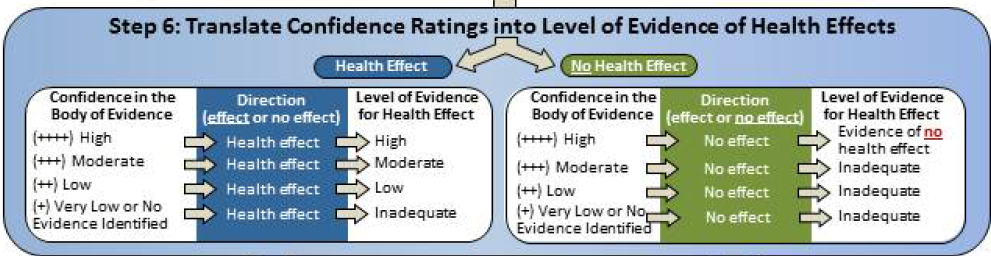 Step 6: Translate Confidence Ratings into Level of Evidence of Health Effects
Health Effect
No Health Effect
Confidence in the
Body of Evidence
Direction
(effect or no effect)
Level of Evidence
for Health Effect
(++++) High
Health effect
High
(+++) Moderate
Health effect
Moderate
(++) Low
Health effect
Low
(+) Very Low or No
Evidence Identified
Health effect
Inadequate
Confidence in the
Body of Evidence
Direction
(effect or no effect)
Level of Evidence
for Health Effect
(++++) High
No effect
Evidence of no
health effect
(+++) Moderate
No effect
Inadequate
(++) Low
No effect
Inadequate
(+) Very Low or No
Evidence Identified
No effect
Inadequate